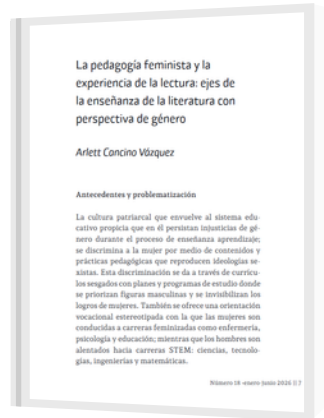 La pedagogía feminista y la
experiencia de la lectura: ejes de
la enseñanza de la literatura con
perspectiva de género
Arlett Cancino Vázquez
Antecedentes y problematización
La cultura patriarcal que envuelve al sistema edu-
cativo propicia que en él persistan injusticias de gé-
nero durante el proceso de enseñanza aprendizaje;
se discrimina a la mujer por medio de contenidos y
prácticas pedagógicas que reproducen ideologías se-
xistas. Esta discriminación se da a través de currícu-
los sesgados con planes y programas de estudio donde
se priorizan figuras masculinas y se invisibilizan los
logros de mujeres. También se ofrece una orientación
vocacional estereotipada con la que las mujeres son
conducidas a carreras feminizadas como enfermería,
psicología y educación; mientras que los hombres son
alentados hacia carreras STEM: ciencias, tecnolo-
gías, ingenierías y matemáticas.
Número 18 -enero-junio 2026 || 7